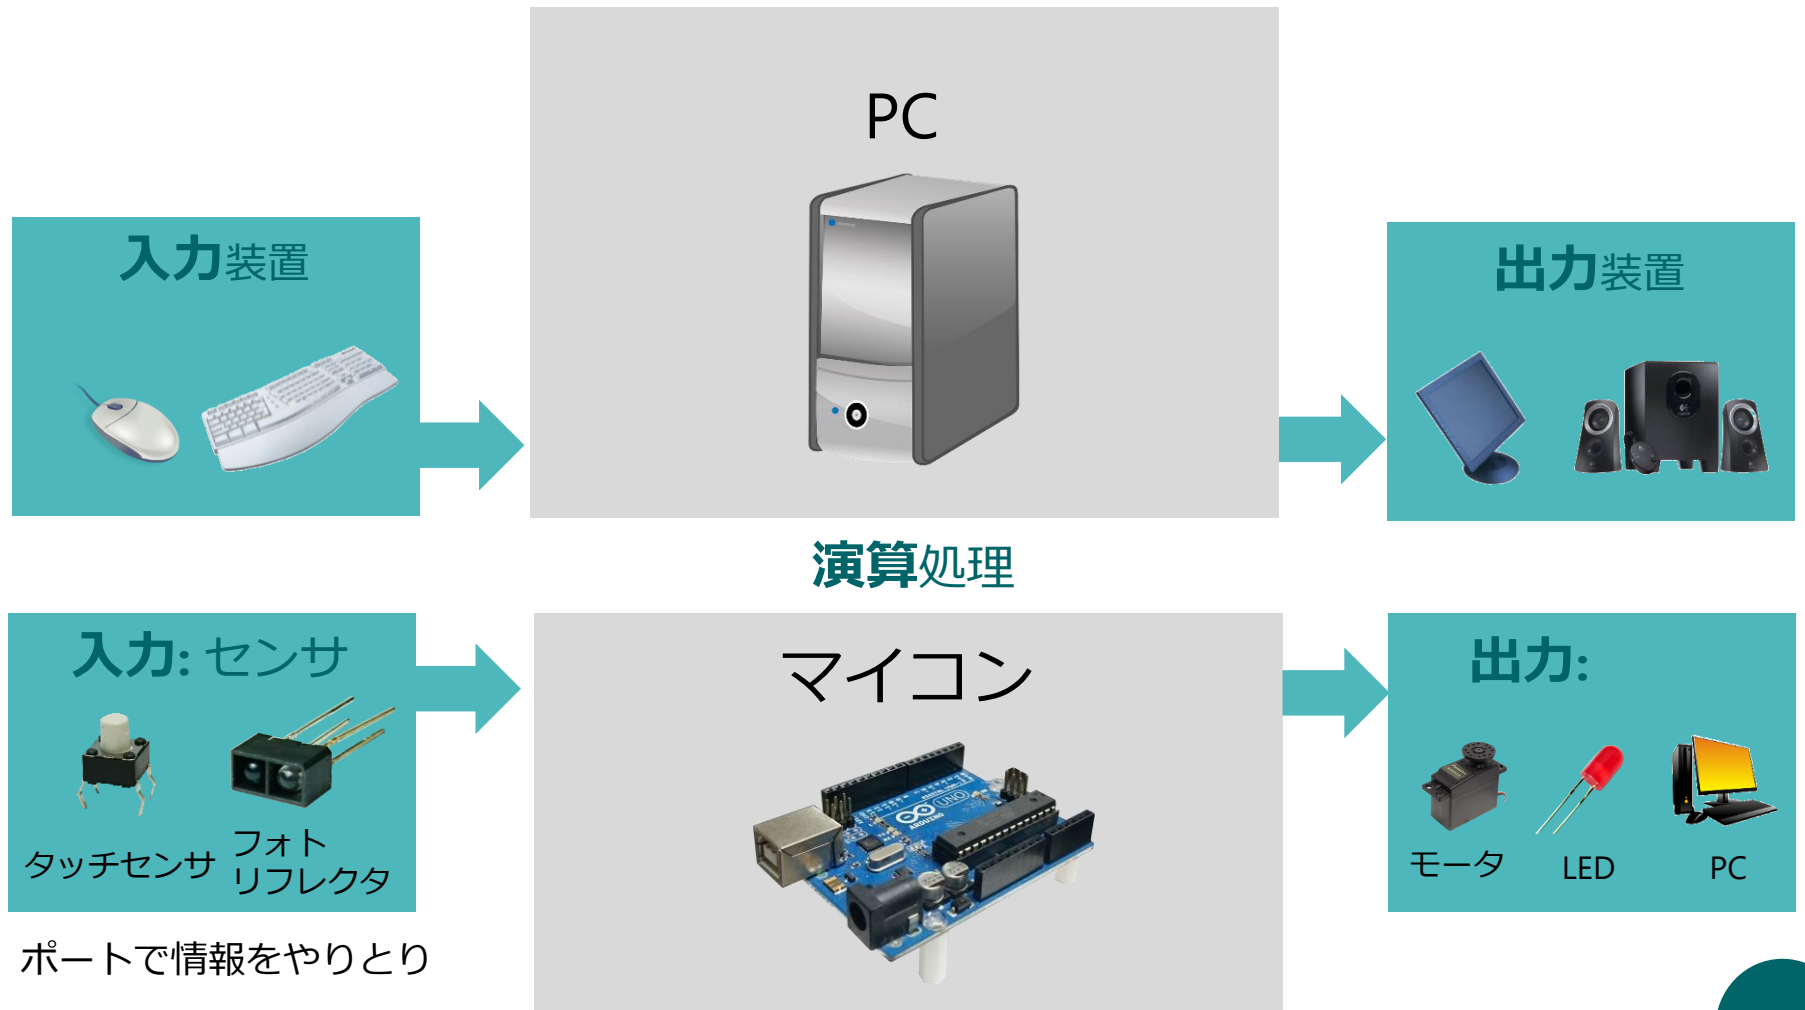 PC
入力装置
出力装置
演算処理
入力: センサ
マイコン
出力:
タッチセンサ
フォト
リフレクタ
UNO
ARDUINO
モータ
LED
PC
ポートで情報をやりとり